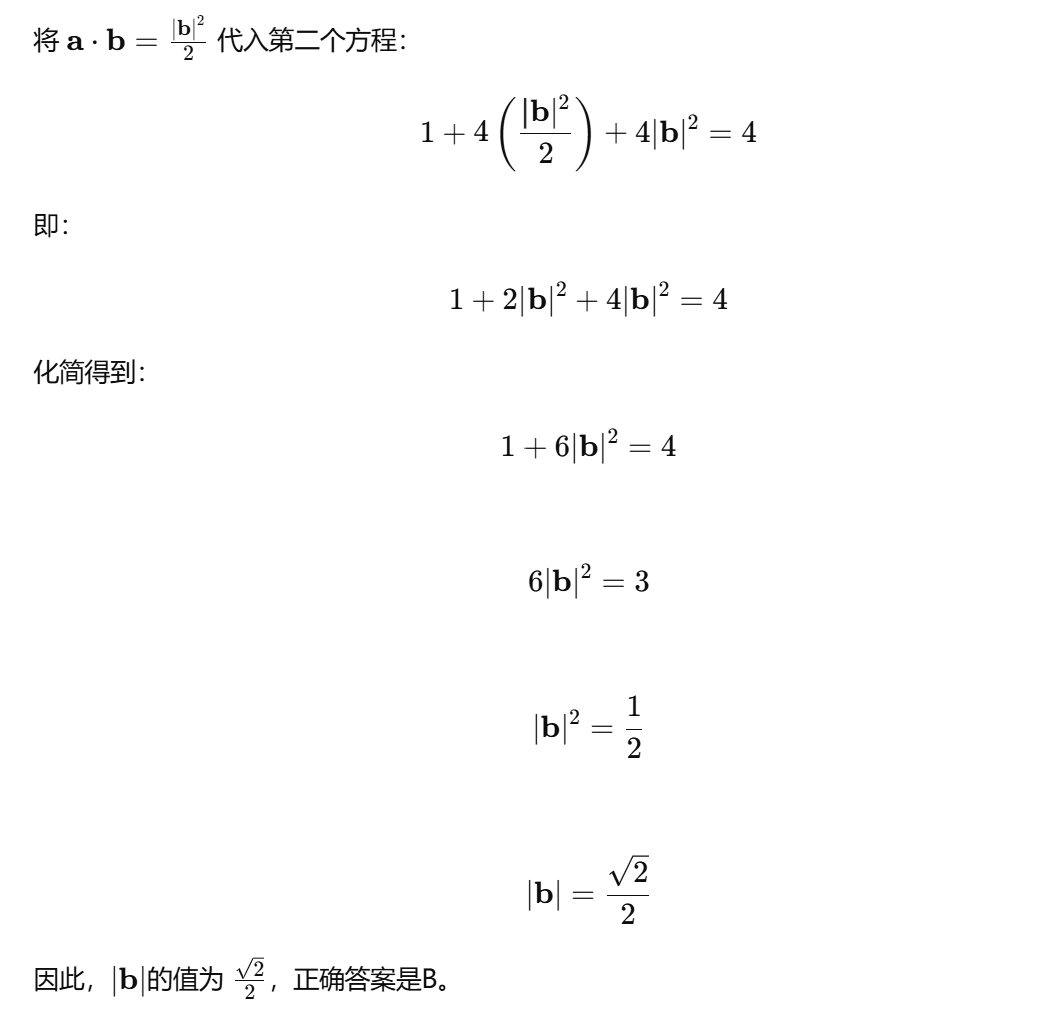 将 $\mathbf{a} \cdot \mathbf{b} = \frac{|\mathbf{b}|^2}{2}$ 代入第二个方程：
$1 + 4\left(\frac{|\mathbf{b}|^2}{2}\right) + 4|\mathbf{b}|^2 = 4$
即：
$1 + 2|\mathbf{b}|^2 + 4|\mathbf{b}|^2 = 4$
化简得到：
$1 + 6|\mathbf{b}|^2 = 4$
$6|\mathbf{b}|^2 = 3$
$|\mathbf{b}|^2 = \frac{1}{2}$
$|\mathbf{b}| = \frac{\sqrt{2}}{2}$
因此，$|\mathbf{b}|$的值为 $\frac{\sqrt{2}}{2}$，正确答案是B。